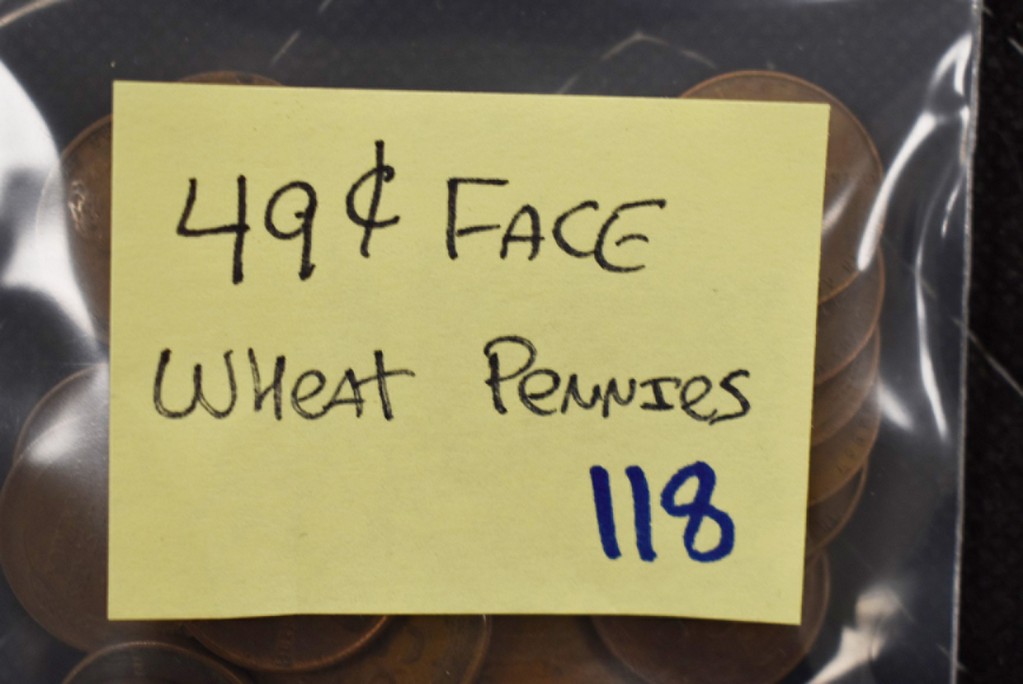 49¢ FACE
WHeAt PeNNIes
118